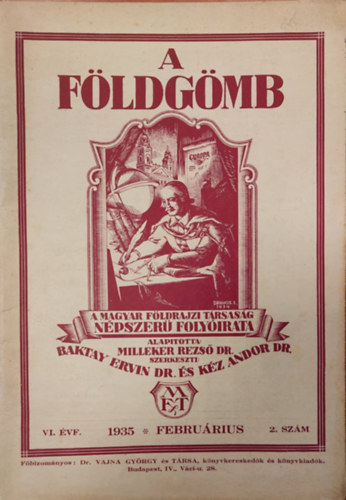 A
FÖLDGÖMB
EUROPA
A MAGYAR FÖLDRAJZI TÁRSASÁG
NÉPSZERŰ FOLYÓIRATA
ALAPÍTOTTA
MILLEKER REZSŐ DR.
SZERKESZTI
BAKTAY ERVIN DR. ÉS KÉZ ANDOR DR.
VI. ÉVF. 1935 * FEBRUÁRIUS 2. SZÁM
Főbizományos: Dr. VAJNA GYÖRGY és TÁRSA, könyvkereskedők és könyvkiadók,
Budapest, IV., Váci-u. 28.